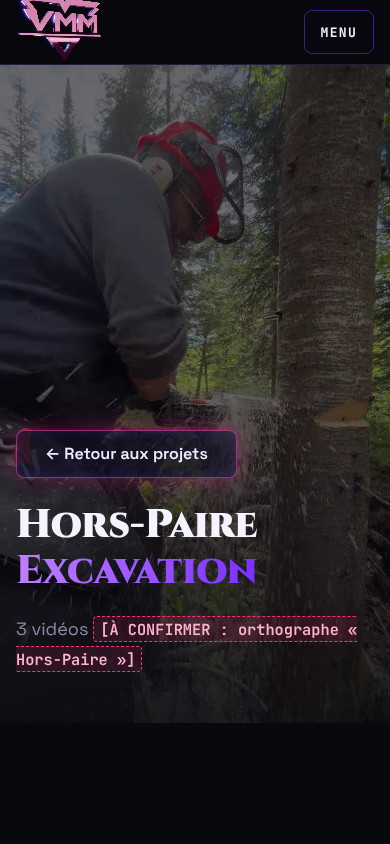 VMM
MENU
← Retour aux projets
Hors-Paire
Excavation
3 vidéos [À CONFIRMER : orthographe «
Hors-Paire »]